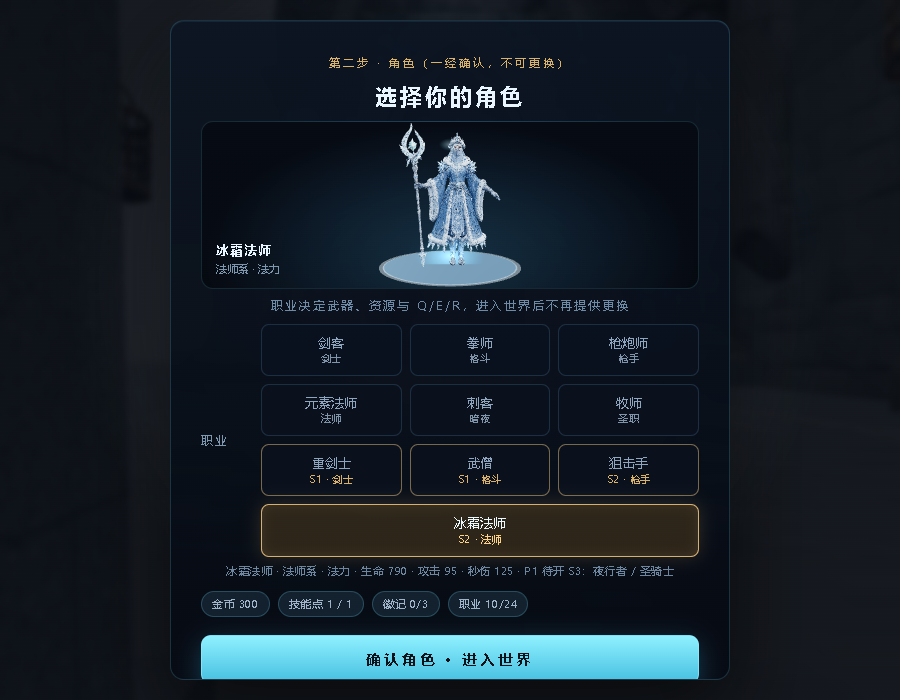 第二步 · 角色 (一经确认，不可更换)
选择你的角色
冰霜法师
法师系 · 法力
职业决定武器、资源与 Q/E/R，进入世界后不再提供更换
职业
剑客
剑士
拳师
格斗
枪炮师
枪手
元素法师
法师
刺客
暗夜
牧师
圣职
重剑士
S1 · 剑士
武僧
S1 · 格斗
狙击手
S2 · 枪手
冰霜法师
S2 · 法师
冰霜法师 · 法师系 · 法力 · 生命 790 · 攻击 95 · 秒伤 125 · P1 待开 S3：夜行者 / 圣骑士
金币 300
技能点 1 / 1
徽记 0/3
职业 10/24
确认角色 · 进入世界